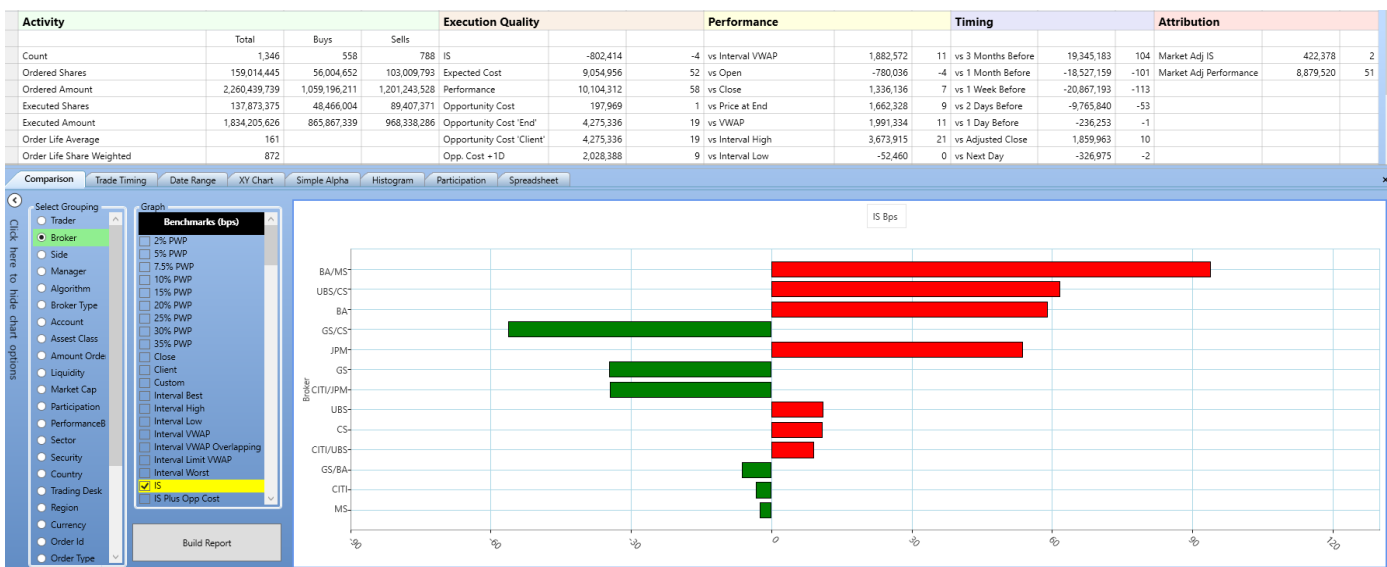 Activity Execution Quality Performance Timing Attribution
Total Buys Sells
Count 1,346 558 788 IS -802,414 -4 vs Interval VWAP 1,882,572 11 vs 3 Months Before 19,345,183 104 Market Adj IS 422,378 2
Ordered Shares 159,014,445 56,004,652 103,009,793 Expected Cost 9,054,956 52 vs Open -780,036 -4 vs 1 Month Before -18,527,159 -101 Market Adj Performance 8,879,520 51
Ordered Amount 2,260,439,739 1,059,196,211 1,201,243,528 Performance 10,104,312 58 vs Close 1,336,136 7 vs 1 Week Before -20,867,193 -113
Executed Shares 137,873,375 48,466,004 89,407,371 Opportunity Cost 197,969 1 vs Price at End 1,662,328 9 vs 2 Days Before -9,765,840 -53
Executed Amount 1,834,205,626 865,867,339 968,338,286 Opportunity Cost 'End' 4,275,336 19 vs VWAP 1,991,334 11 vs 1 Day Before -236,253 -1
Order Life Average 161 Opportunity Cost 'Client' 4,275,336 19 vs Interval High 3,673,915 21 vs Adjusted Close 1,859,963 10
Order Life Share Weighted 872 Opp. Cost +1D 2,028,388 9 vs Interval Low -52,460 0 vs Next Day -326,975 -2
Comparison Trade Timing Date Range XY Chart Simple Alpha Histogram Participation Spreadsheet
Click here to hide chart options
Select Grouping
Trader
Broker
Side
Manager
Algorithm
Broker Type
Account
Assest Class
Amount Orde
Liquidity
Market Cap
Participation
PerformanceB
Sector
Security
Country
Trading Desk
Region
Currency
Order Id
Order Type
Graph
Benchmarks (bps)
2% PWP
5% PWP
7.5% PWP
10% PWP
15% PWP
20% PWP
25% PWP
30% PWP
35% PWP
Close
Client
Custom
Interval Best
Interval High
Interval Low
Interval VWAP
Interval VWAP Overlapping
Interval Limit VWAP
Interval Worst
IS
IS Plus Opp Cost
Build Report
IS Bps
Broker
BA/MS
UBS/CS
BA
GS/CS
JPM
GS
CITI/JPM
UBS
CS
CITI/UBS
GS/BA
CITI
MS
-90 -60 -30 0 30 60 90 120